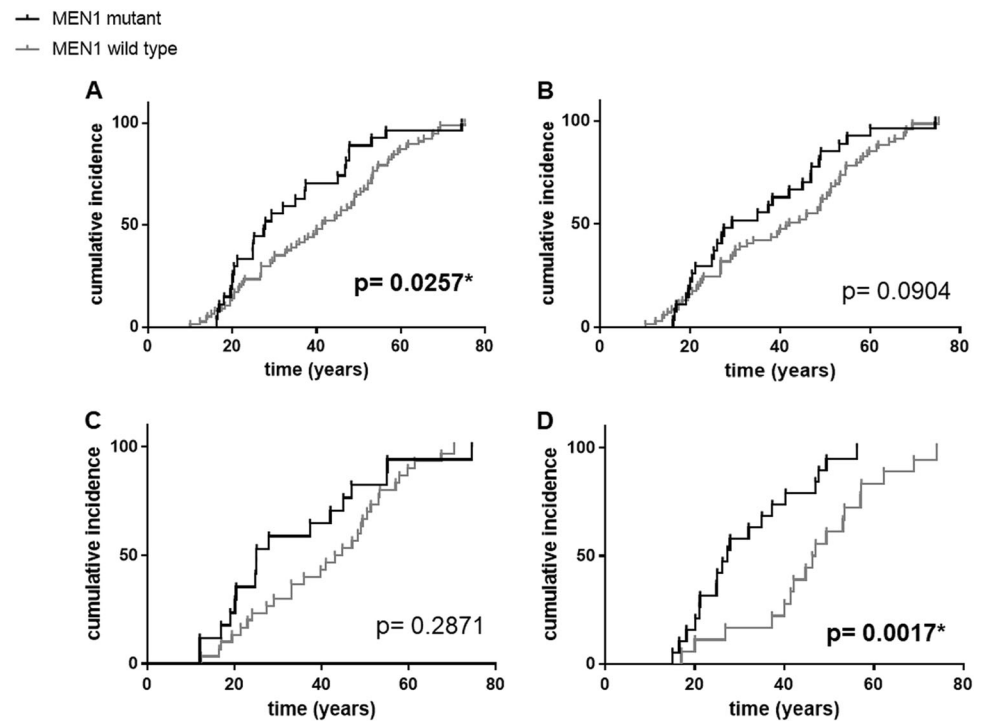 MEN1 mutant
MEN1 wild type
A
100
50
0
cumulative incidence
p= 0.0257*
0 20 40 60 80
time (years)
B
100
50
0
cumulative incidence
p= 0.0904
0 20 40 60 80
time (years)
C
100
50
0
cumulative incidence
p= 0.2871
0 20 40 60 80
time (years)
D
100
50
0
cumulative incidence
p= 0.0017*
0 20 40 60 80
time (years)